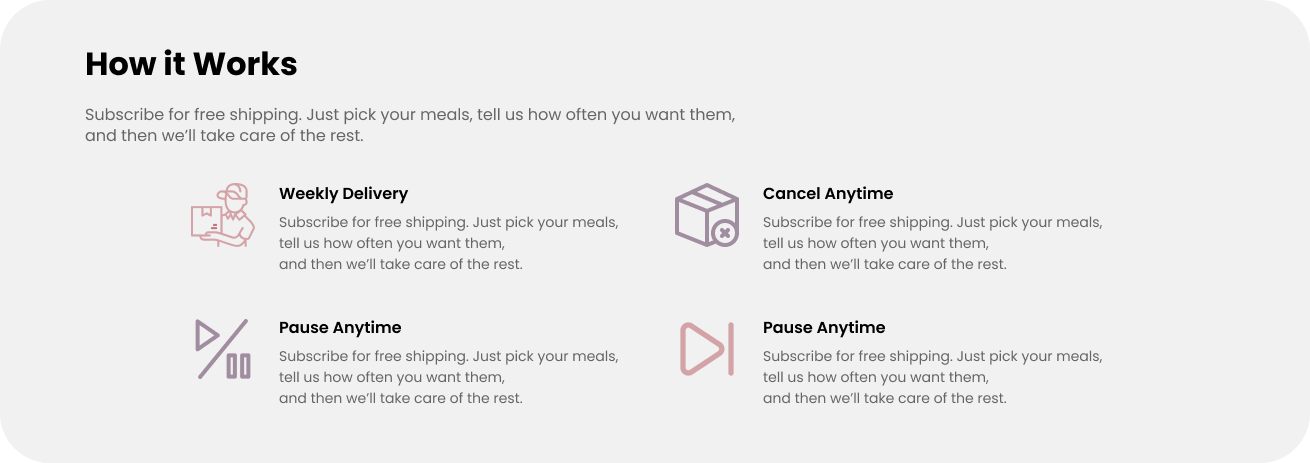 How it Works
Subscribe for free shipping. Just pick your meals, tell us how often you want them,
and then we’ll take care of the rest.
Weekly Delivery
Subscribe for free shipping. Just pick your meals,
tell us how often you want them,
and then we’ll take care of the rest.
Cancel Anytime
Subscribe for free shipping. Just pick your meals,
tell us how often you want them,
and then we’ll take care of the rest.
Pause Anytime
Subscribe for free shipping. Just pick your meals,
tell us how often you want them,
and then we’ll take care of the rest.
Pause Anytime
Subscribe for free shipping. Just pick your meals,
tell us how often you want them,
and then we’ll take care of the rest.